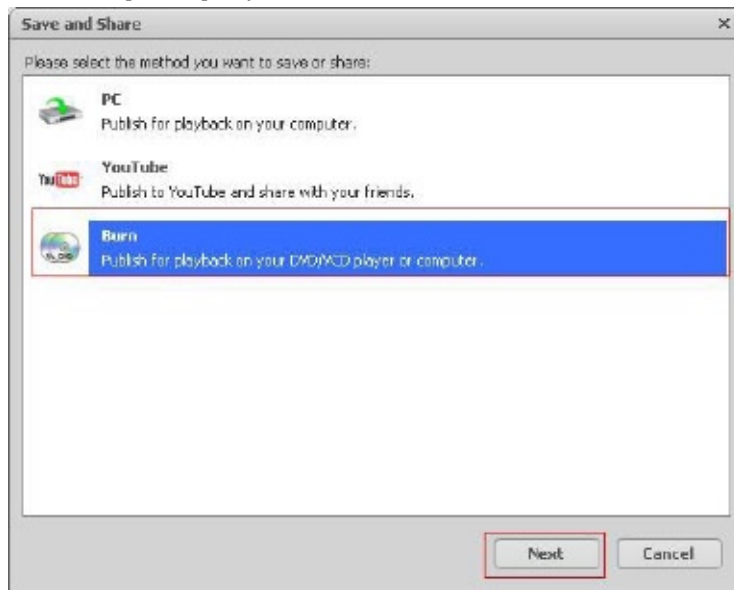 Save and Share
Please select the method you want to save or share:
PC
Publish for playback on your computer.
YouTube
YouTube
Publish to YouTube and share with your friends.
Burn
Publish for playback on your DVD/VCD player or computer.
Next
Cancel